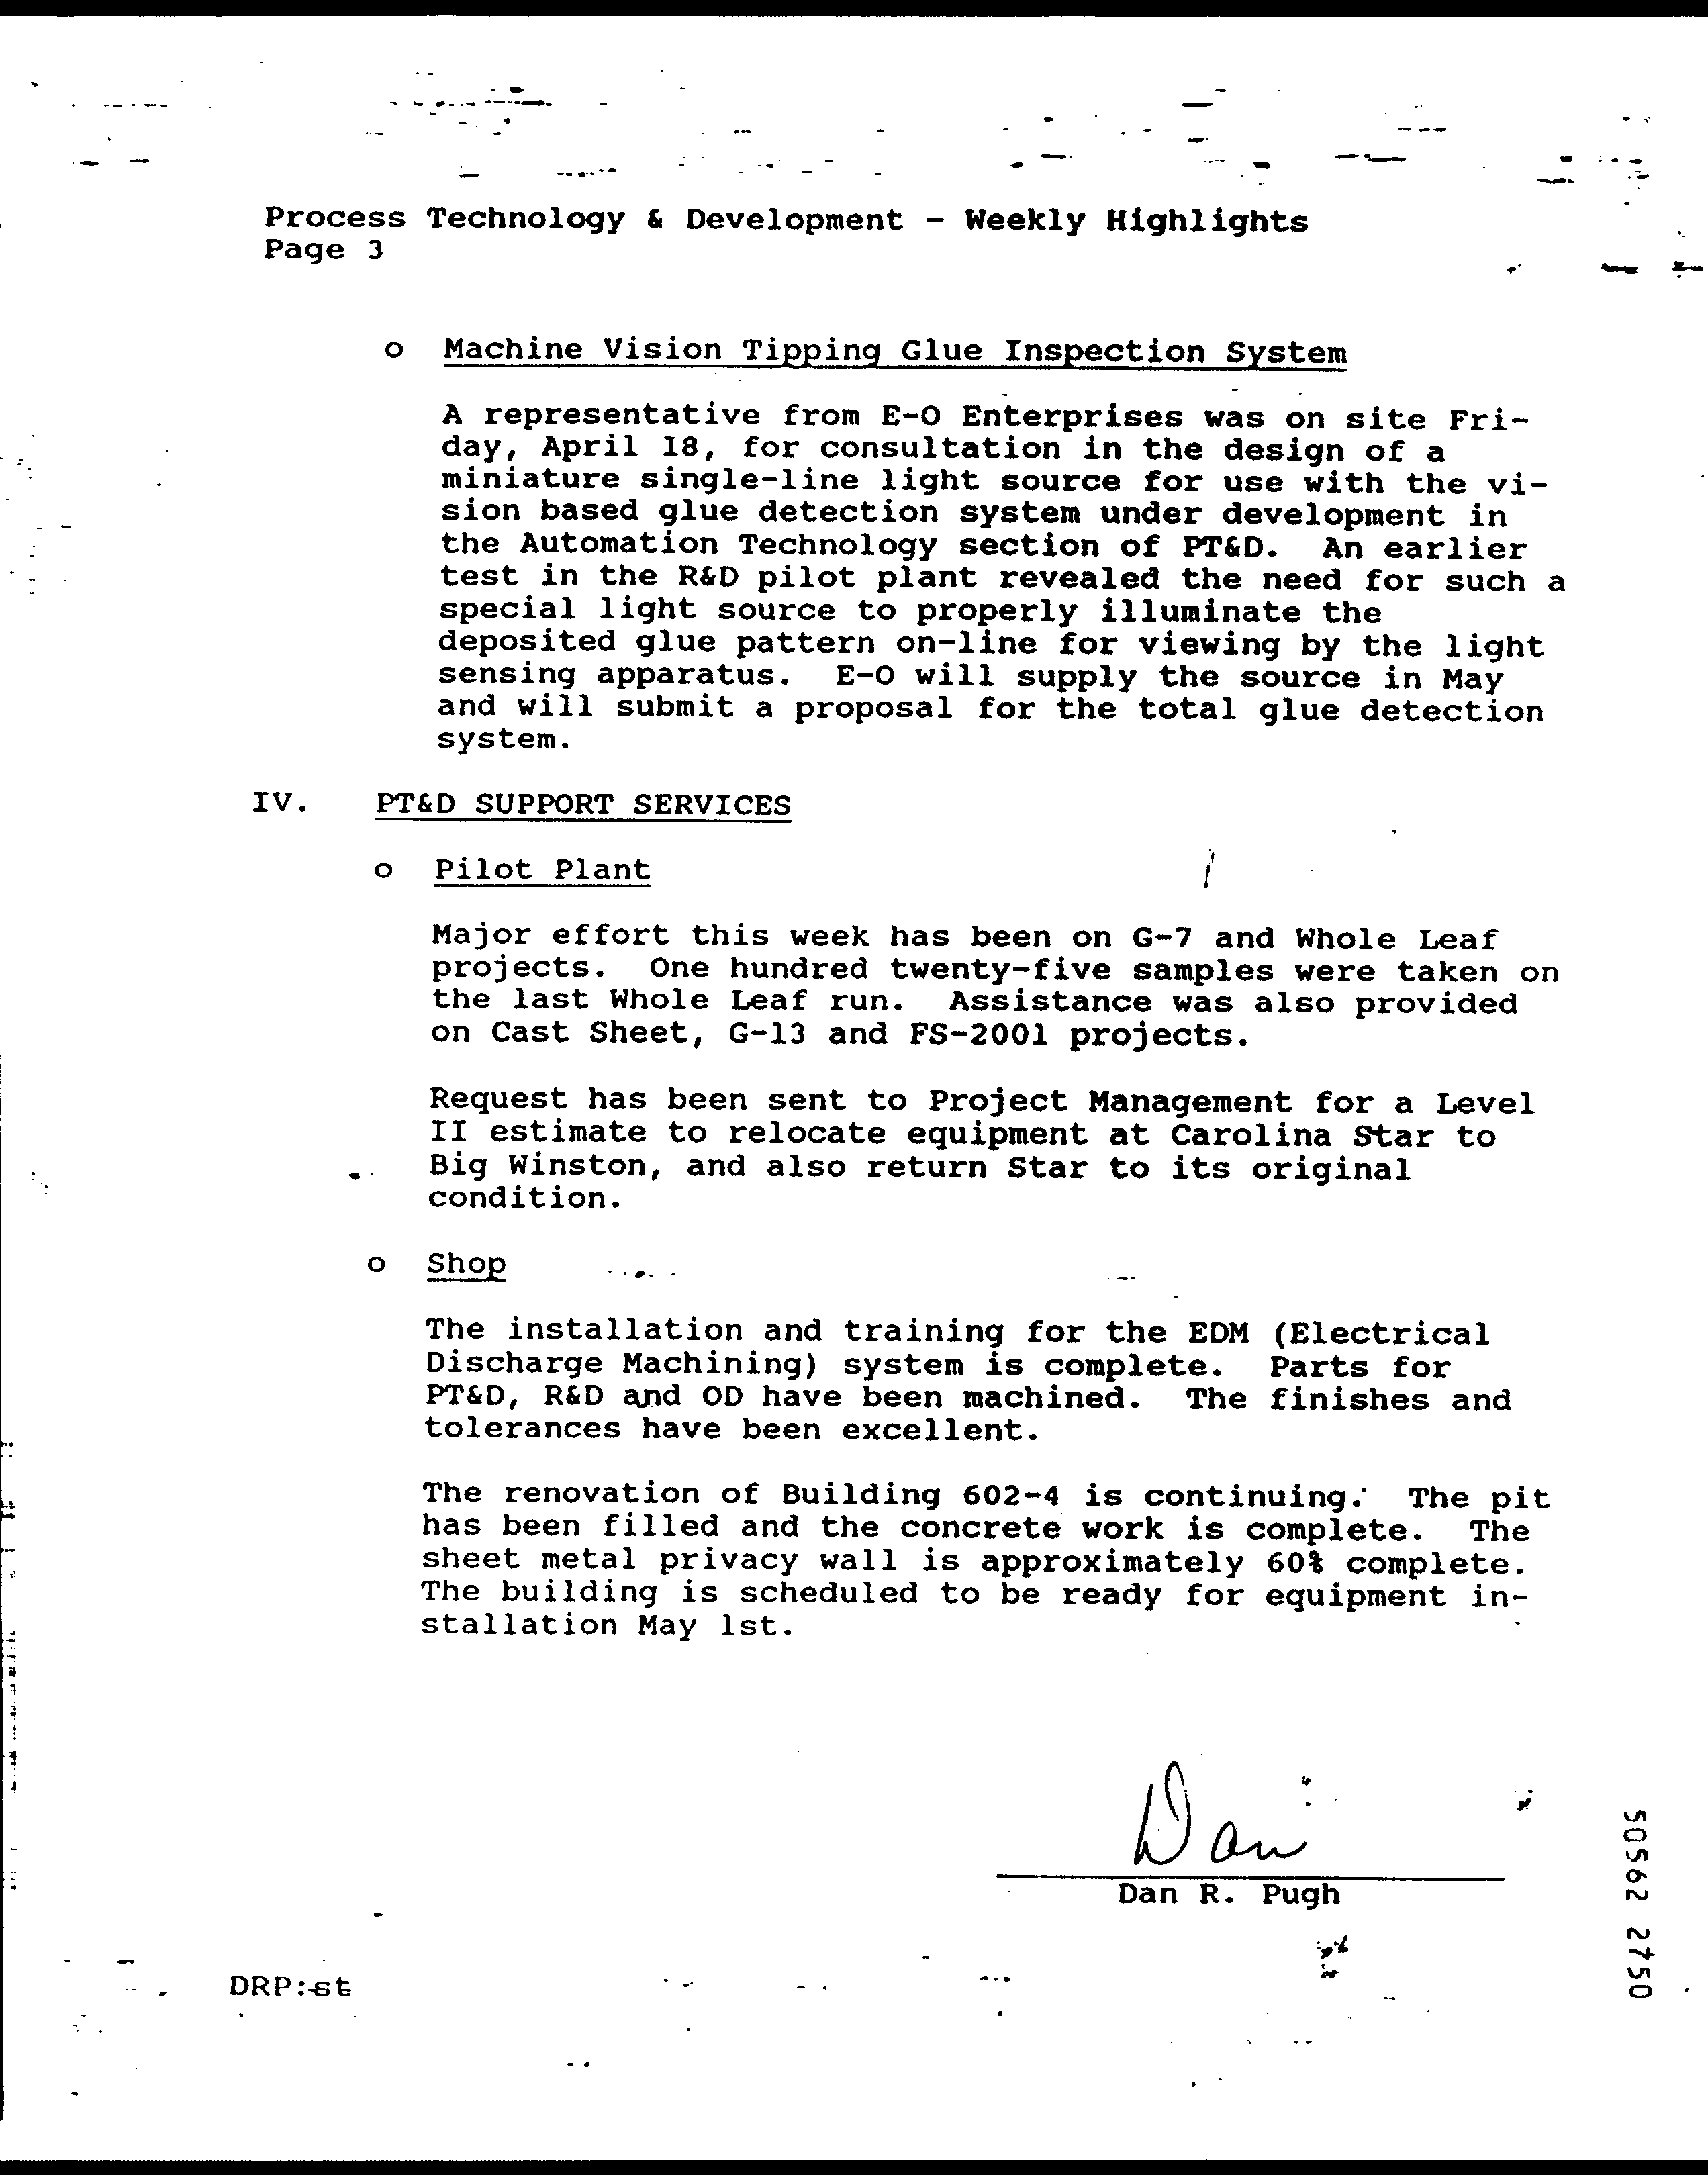 Process Technology & Development - Weekly Highlights
Page 3
o Machine Vision Tipping Glue Inspection System
A representative from E-O Enterprises was on site Fri-
day, April 18, for consultation in the design of a
miniature single-line light source for use with the vi-
sion based glue detection system under development in
the Automation Technology section of PT&D. An earlier
test in the R&D pilot plant revealed the need for such a
special light source to properly illuminate the
deposited glue pattern on-line for viewing by the light
sensing apparatus. E-O will supply the source in May
and will submit a proposal for the total glue detection
system.
IV. PT&D SUPPORT SERVICES
o Pilot Plant
Major effort this week has been on G-7 and Whole Leaf
projects. One hundred twenty-five samples were taken on
the last Whole Leaf run. Assistance was also provided
on Cast Sheet, G-13 and FS-2001 projects.
Request has been sent to Project Management for a Level
II estimate to relocate equipment at Carolina Star to
Big Winston, and also return Star to its original
condition.
o Shop
The installation and training for the EDM (Electrical
Discharge Machining) system is complete. Parts for
PT&D, R&D and OD have been machined. The finishes and
tolerances have been excellent.
The renovation of Building 602-4 is continuing. The pit
has been filled and the concrete work is complete. The
sheet metal privacy wall is approximately 60% complete.
The building is scheduled to be ready for equipment in-
stallation May 1st.
Dan
Dan R. Pugh
DRP:st
50562 2750